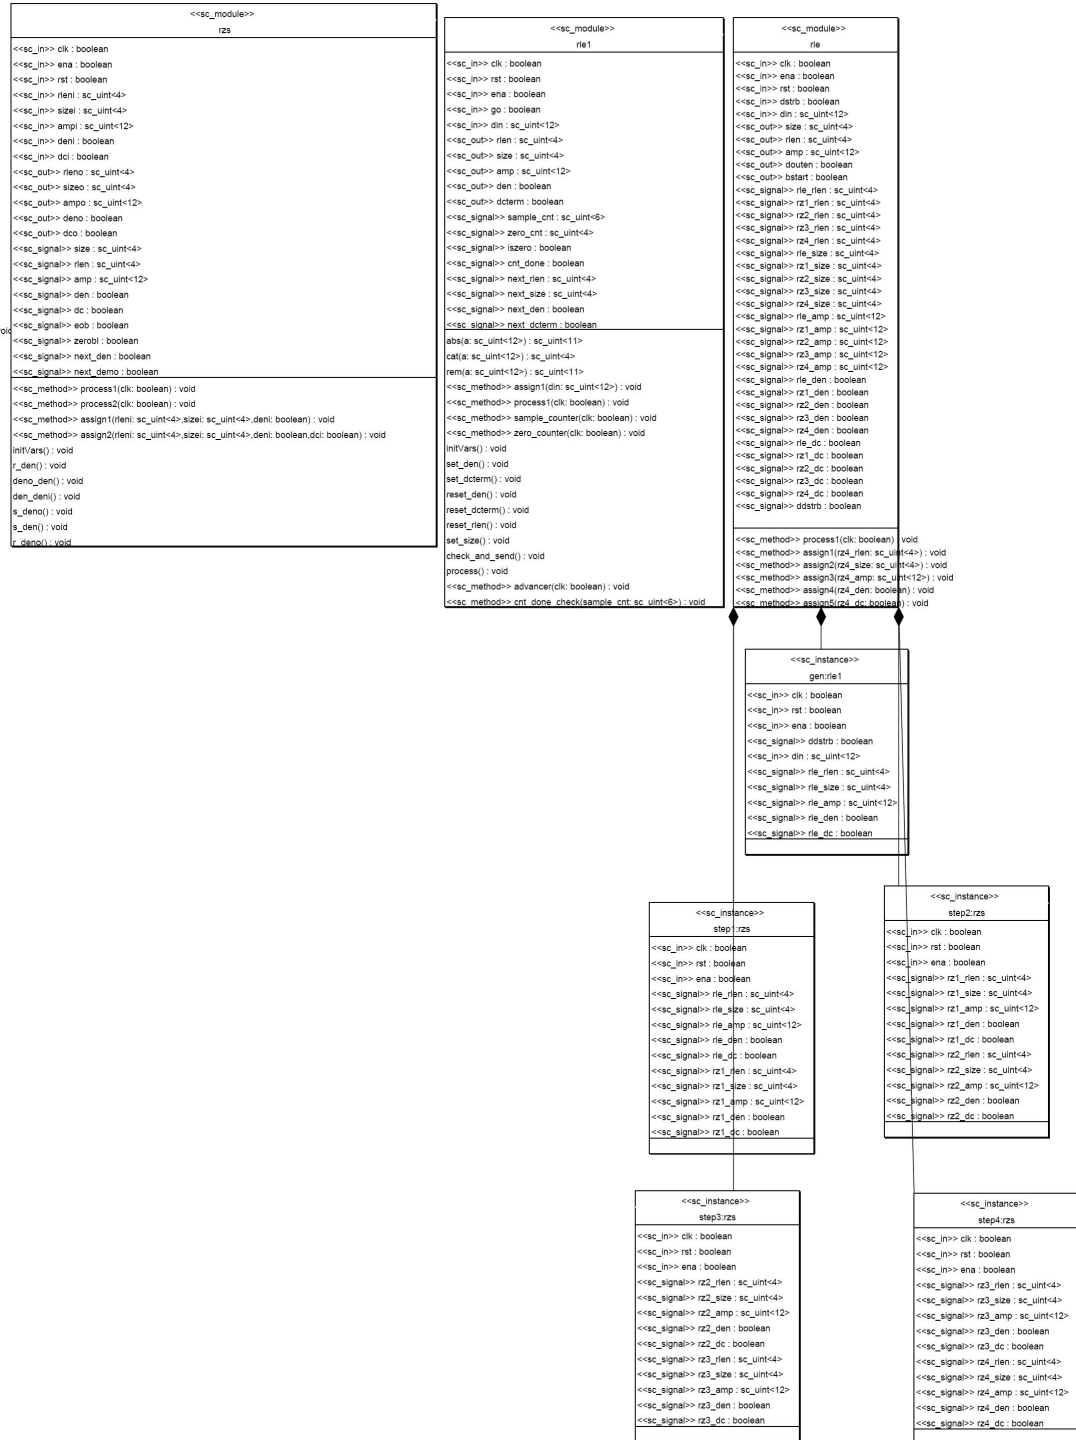 <<sc_module>>
rzs
<<sc_in>> clk : boolean
<<sc_in>> ena : boolean
<<sc_in>> rst : boolean
<<sc_in>> rleni : sc_uint<4>
<<sc_in>> sizei : sc_uint<4>
<<sc_in>> ampi : sc_uint<12>
<<sc_in>> deni : boolean
<<sc_in>> dci : boolean
<<sc_out>> rleno : sc_uint<4>
<<sc_out>> sizeo : sc_uint<4>
<<sc_out>> ampo : sc_uint<12>
<<sc_out>> deno : boolean
<<sc_out>> dco : boolean
<<sc_signal>> size : sc_uint<4>
<<sc_signal>> rlen : sc_uint<4>
<<sc_signal>> amp : sc_uint<12>
<<sc_signal>> den : boolean
<<sc_signal>> dc : boolean
<<sc_signal>> eob : boolean
<<sc_signal>> zerobl : boolean
<<sc_signal>> next_den : boolean
<<sc_signal>> next_demo : boolean
<<sc_method>> process1(clk: boolean) : void
<<sc_method>> process2(clk: boolean) : void
<<sc_method>> assign1(rleni: sc_uint<4>,sizei: sc_uint<4>,deni: boolean) : void
<<sc_method>> assign2(rleni: sc_uint<4>,sizei: sc_uint<4>,deni: boolean,dci: boolean) : void
initVars() : void
r_den() : void
deno_den() : void
den_deni() : void
s_deno() : void
s_den() : void
r_deno() : void
<<sc_module>>
rle1
<<sc_in>> clk : boolean
<<sc_in>> rst : boolean
<<sc_in>> ena : boolean
<<sc_in>> go : boolean
<<sc_in>> din : sc_uint<12>
<<sc_out>> rlen : sc_uint<4>
<<sc_out>> size : sc_uint<4>
<<sc_out>> amp : sc_uint<12>
<<sc_out>> den : boolean
<<sc_out>> dcterm : boolean
<<sc_signal>> sample_cnt : sc_uint<6>
<<sc_signal>> zero_cnt : sc_uint<4>
<<sc_signal>> iszero : boolean
<<sc_signal>> cnt_done : boolean
<<sc_signal>> next_rlen : sc_uint<4>
<<sc_signal>> next_size : sc_uint<4>
<<sc_signal>> next_den : boolean
<<sc_signal>> next_dcterm : boolean
abs(a: sc_uint<12>) : sc_uint<11>
cat(a: sc_uint<12>) : sc_uint<4>
rem(a: sc_uint<12>) : sc_uint<11>
<<sc_method>> assign1(din: sc_uint<12>) : void
<<sc_method>> process1(clk: boolean) : void
<<sc_method>> sample_counter(clk: boolean) : void
<<sc_method>> zero_counter(clk: boolean) : void
initVars() : void
set_den() : void
set_dcterm() : void
reset_den() : void
reset_dcterm() : void
reset_rlen() : void
set_size() : void
check_and_send() : void
process() : void
<<sc_method>> advancer(clk: boolean) : void
<<sc_method>> cnt_done_check(sample_cnt: sc_uint<6>) : void
<<sc_module>>
rle
<<sc_in>> clk : boolean
<<sc_in>> ena : boolean
<<sc_in>> rst : boolean
<<sc_in>> dstrb : boolean
<<sc_in>> din : sc_uint<12>
<<sc_out>> size : sc_uint<4>
<<sc_out>> rlen : sc_uint<4>
<<sc_out>> amp : sc_uint<12>
<<sc_out>> douten : boolean
<<sc_out>> bstart : boolean
<<sc_signal>> rle_rlen : sc_uint<4>
<<sc_signal>> rz1_rlen : sc_uint<4>
<<sc_signal>> rz2_rlen : sc_uint<4>
<<sc_signal>> rz3_rlen : sc_uint<4>
<<sc_signal>> rz4_rlen : sc_uint<4>
<<sc_signal>> rle_size : sc_uint<4>
<<sc_signal>> rz1_size : sc_uint<4>
<<sc_signal>> rz2_size : sc_uint<4>
<<sc_signal>> rz3_size : sc_uint<4>
<<sc_signal>> rz4_size : sc_uint<4>
<<sc_signal>> rle_amp : sc_uint<12>
<<sc_signal>> rz1_amp : sc_uint<12>
<<sc_signal>> rz2_amp : sc_uint<12>
<<sc_signal>> rz3_amp : sc_uint<12>
<<sc_signal>> rz4_amp : sc_uint<12>
<<sc_signal>> rle_den : boolean
<<sc_signal>> rz1_den : boolean
<<sc_signal>> rz2_den : boolean
<<sc_signal>> rz3_den : boolean
<<sc_signal>> rz4_den : boolean
<<sc_signal>> rle_dc : boolean
<<sc_signal>> rz1_dc : boolean
<<sc_signal>> rz2_dc : boolean
<<sc_signal>> rz3_dc : boolean
<<sc_signal>> rz4_dc : boolean
<<sc_signal>> ddstrb : boolean
<<sc_method>> process1(clk: boolean) : void
<<sc_method>> assign1(rz4_rlen: sc_uint<4>) : void
<<sc_method>> assign2(rz4_size: sc_uint<4>) : void
<<sc_method>> assign3(rz4_amp: sc_uint<12>) : void
<<sc_method>> assign4(rz4_den: boolean) : void
<<sc_method>> assign5(rz4_dc: boolean) : void
<<sc_instance>>
gen:rle1
<<sc_in>> clk : boolean
<<sc_in>> rst : boolean
<<sc_in>> ena : boolean
<<sc_signal>> ddstrb : boolean
<<sc_in>> din : sc_uint<12>
<<sc_signal>> rle_rlen : sc_uint<4>
<<sc_signal>> rle_size : sc_uint<4>
<<sc_signal>> rle_amp : sc_uint<12>
<<sc_signal>> rle_den : boolean
<<sc_signal>> rle_dc : boolean
<<sc_instance>>
step1:rzs
<<sc_in>> clk : boolean
<<sc_in>> rst : boolean
<<sc_in>> ena : boolean
<<sc_signal>> rle_rlen : sc_uint<4>
<<sc_signal>> rle_size : sc_uint<4>
<<sc_signal>> rle_amp : sc_uint<12>
<<sc_signal>> rle_den : boolean
<<sc_signal>> rle_dc : boolean
<<sc_signal>> rz1_rlen : sc_uint<4>
<<sc_signal>> rz1_size : sc_uint<4>
<<sc_signal>> rz1_amp : sc_uint<12>
<<sc_signal>> rz1_den : boolean
<<sc_signal>> rz1_dc : boolean
<<sc_instance>>
step2:rzs
<<sc_in>> clk : boolean
<<sc_in>> rst : boolean
<<sc_in>> ena : boolean
<<sc_signal>> rz1_rlen : sc_uint<4>
<<sc_signal>> rz1_size : sc_uint<4>
<<sc_signal>> rz1_amp : sc_uint<12>
<<sc_signal>> rz1_den : boolean
<<sc_signal>> rz1_dc : boolean
<<sc_signal>> rz2_rlen : sc_uint<4>
<<sc_signal>> rz2_size : sc_uint<4>
<<sc_signal>> rz2_amp : sc_uint<12>
<<sc_signal>> rz2_den : boolean
<<sc_signal>> rz2_dc : boolean
<<sc_instance>>
step3:rzs
<<sc_in>> clk : boolean
<<sc_in>> rst : boolean
<<sc_in>> ena : boolean
<<sc_signal>> rz2_rlen : sc_uint<4>
<<sc_signal>> rz2_size : sc_uint<4>
<<sc_signal>> rz2_amp : sc_uint<12>
<<sc_signal>> rz2_den : boolean
<<sc_signal>> rz2_dc : boolean
<<sc_signal>> rz3_rlen : sc_uint<4>
<<sc_signal>> rz3_size : sc_uint<4>
<<sc_signal>> rz3_amp : sc_uint<12>
<<sc_signal>> rz3_den : boolean
<<sc_signal>> rz3_dc : boolean
<<sc_instance>>
step4:rzs
<<sc_in>> clk : boolean
<<sc_in>> rst : boolean
<<sc_in>> ena : boolean
<<sc_signal>> rz3_rlen : sc_uint<4>
<<sc_signal>> rz3_size : sc_uint<4>
<<sc_signal>> rz3_amp : sc_uint<12>
<<sc_signal>> rz3_den : boolean
<<sc_signal>> rz3_dc : boolean
<<sc_signal>> rz4_rlen : sc_uint<4>
<<sc_signal>> rz4_size : sc_uint<4>
<<sc_signal>> rz4_amp : sc_uint<12>
<<sc_signal>> rz4_den : boolean
<<sc_signal>> rz4_dc : boolean